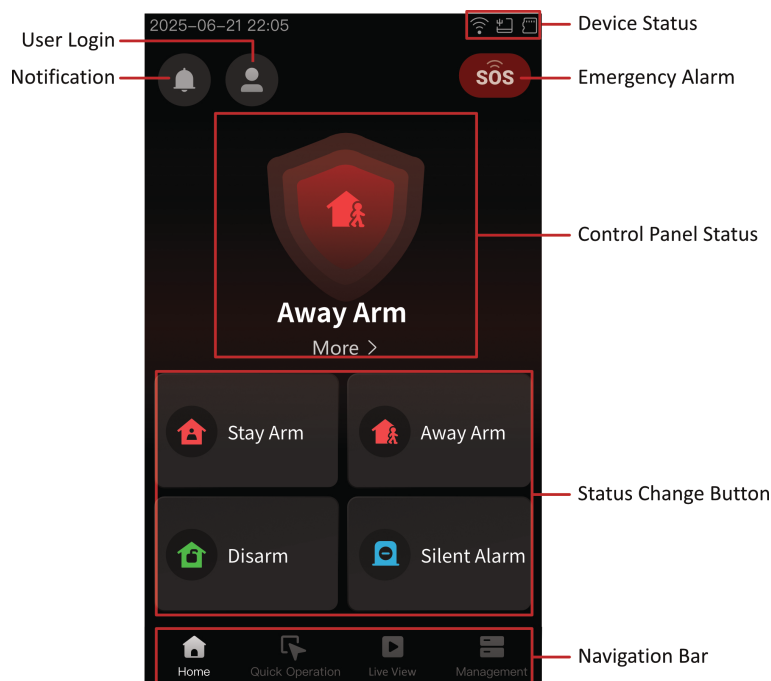 2025-06-21 22:05
Device Status
User Login
Notification
SOS
Emergency Alarm
Control Panel Status
Away Arm
More >
Stay Arm
Away Arm
Status Change Button
Disarm
Silent Alarm
Navigation Bar
Home
Quick Operation
Live View
Management